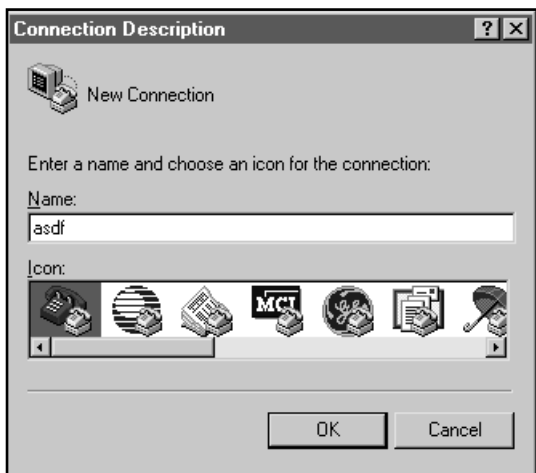 Connection Description
New Connection
Enter a name and choose an icon for the connection:
Name:
asdf
Icon:
MCI
OK Cancel